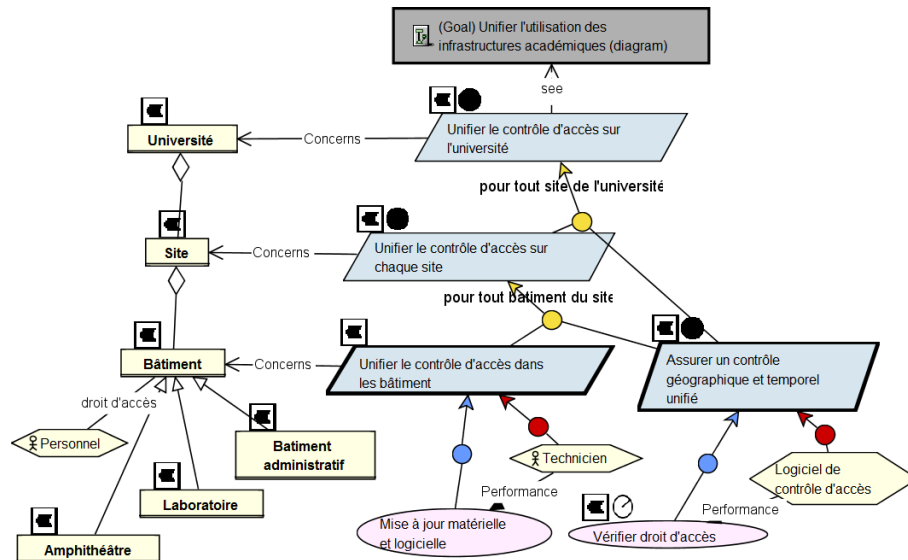 (Goal) Unifier l'utilisation des
infrastructures académiques (diagram)
see
Université
Concerns
Unifier le contrôle d'accès sur
l'université
pour tout site de l'université
Site
Concerns
Unifier le contrôle d'accès sur
chaque site
pour tout bâtiment du site
Bâtiment
Concerns
Unifier le contrôle d'accès dans
les bâtiment
Assurer un contrôle
géographique et temporel
unifié
droit d'accès
Personnel
Batiment
administratif
Technicien
Logiciel de
contrôle d'accès
Laboratoire
Performance
Performance
Mise à jour matérielle
et logicielle
Vérifier droit d'accès
Amphithéâtre